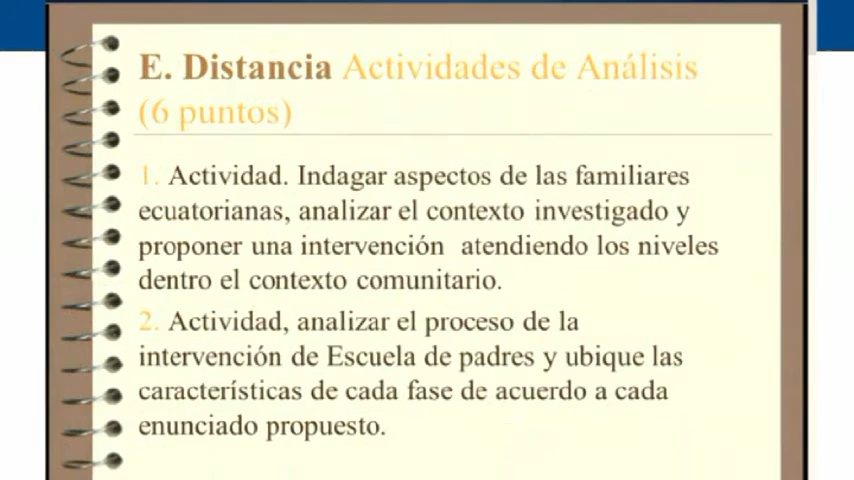 E. Distancia Actividades de Análisis
(6 puntos)
1. Actividad. Indagar aspectos de las familiares
ecuatorianas, analizar el contexto investigado y
proponer una intervención atendiendo los niveles
dentro el contexto comunitario.
2. Actividad, analizar el proceso de la
intervención de Escuela de padres y ubique las
características de cada fase de acuerdo a cada
enunciado propuesto.